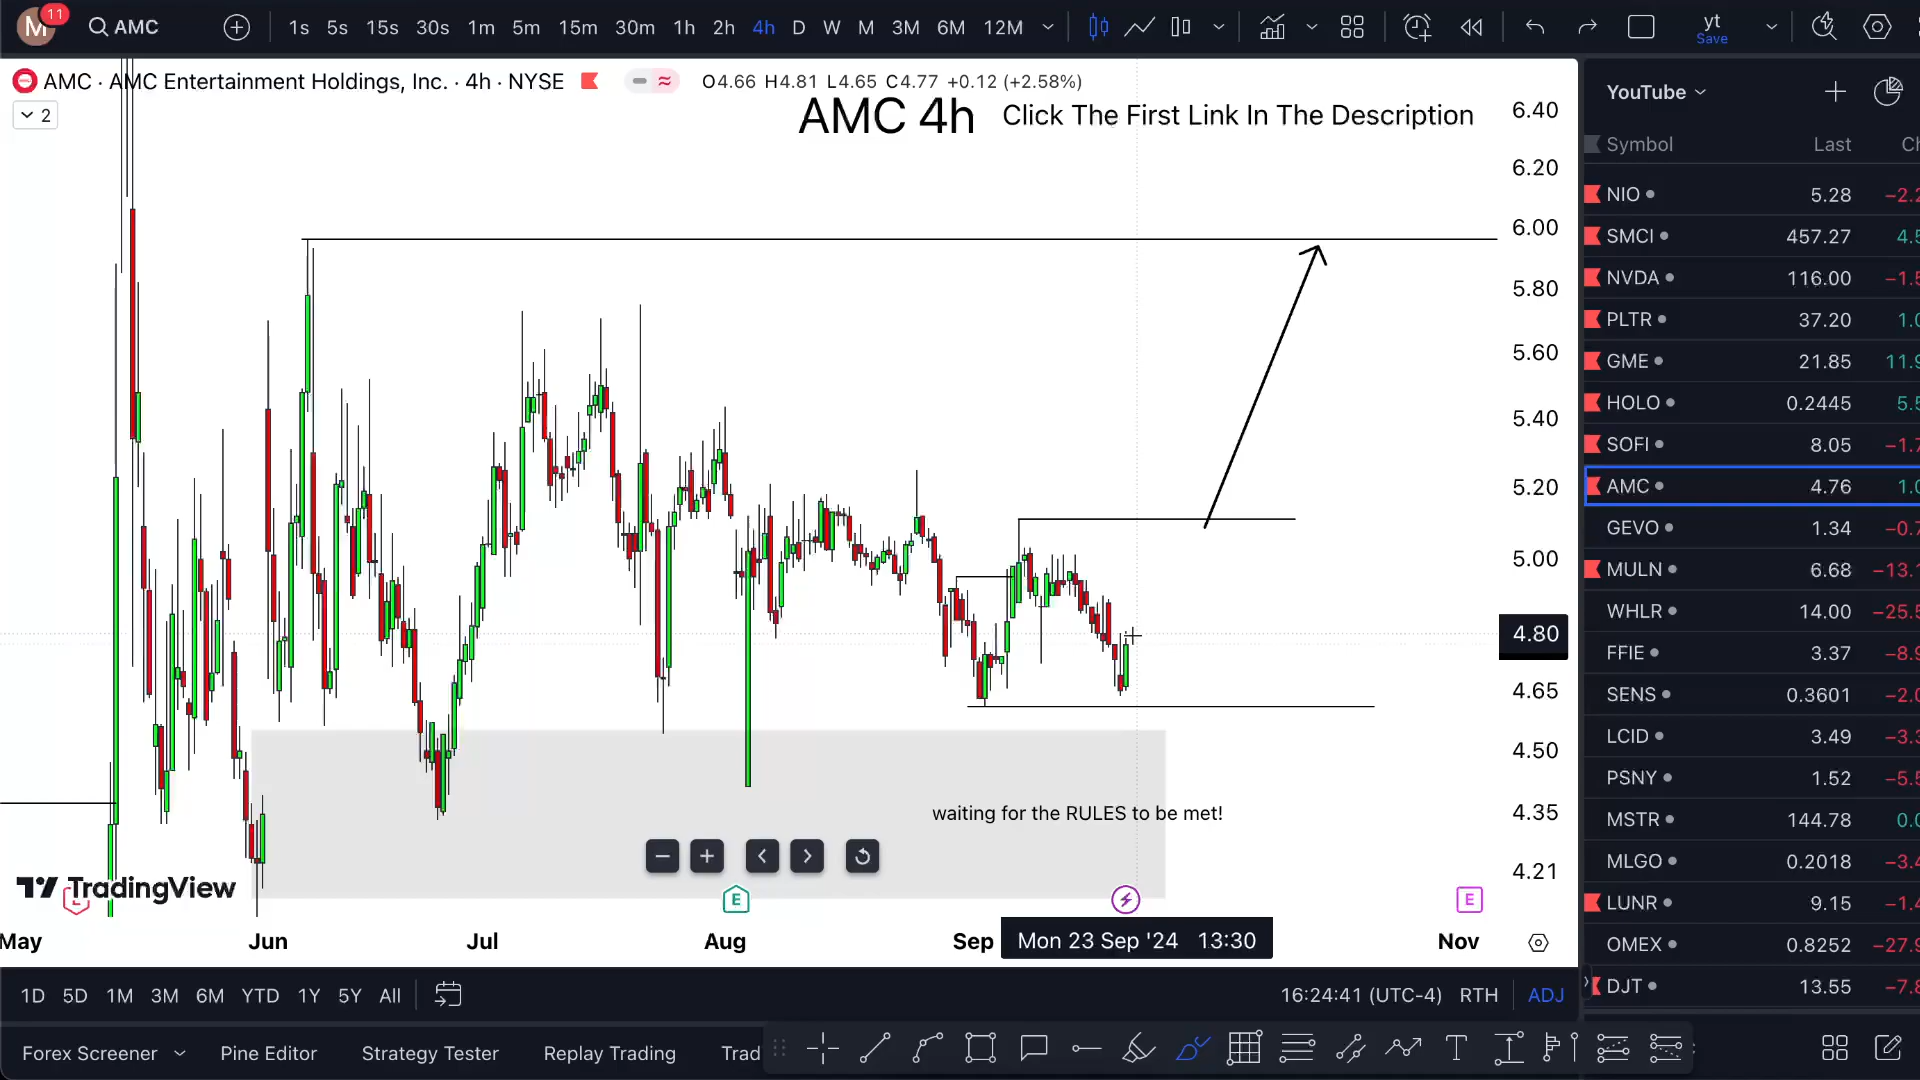 M 11 AMC 1s 5s 15s 30s 1m 5m 15m 30m 1h 2h 4h D W M 3M 6M 12M yt Save
AMC · AMC Entertainment Holdings, Inc. · 4h · NYSE O4.66 H4.81 L4.65 C4.77 +0.12 (+2.58%)
2
AMC 4h Click The First Link In The Description
6.40
6.20
6.00
5.80
5.60
5.40
5.20
5.00
4.80
4.65
4.50
4.35
4.21
waiting for the RULES to be met!
TradingView
E
E
May Jun Jul Aug Sep Mon 23 Sep '24 13:30 Nov
1D 5D 1M 3M 6M YTD 1Y 5Y All 16:24:41 (UTC-4) RTH ADJ
Forex Screener Pine Editor Strategy Tester Replay Trading Trad
YouTube
Symbol Last
NIO 5.28
SMCI 457.27
NVDA 116.00
PLTR 37.20
GME 21.85
HOLO 0.2445
SOFI 8.05
AMC 4.76
GEVO 1.34
MULN 6.68
WHLR 14.00
FFIE 3.37
SENS 0.3601
LCID 3.49
PSNY 1.52
MSTR 144.78
MLGO 0.2018
LUNR 9.15
OMEX 0.8252
DJT 13.55